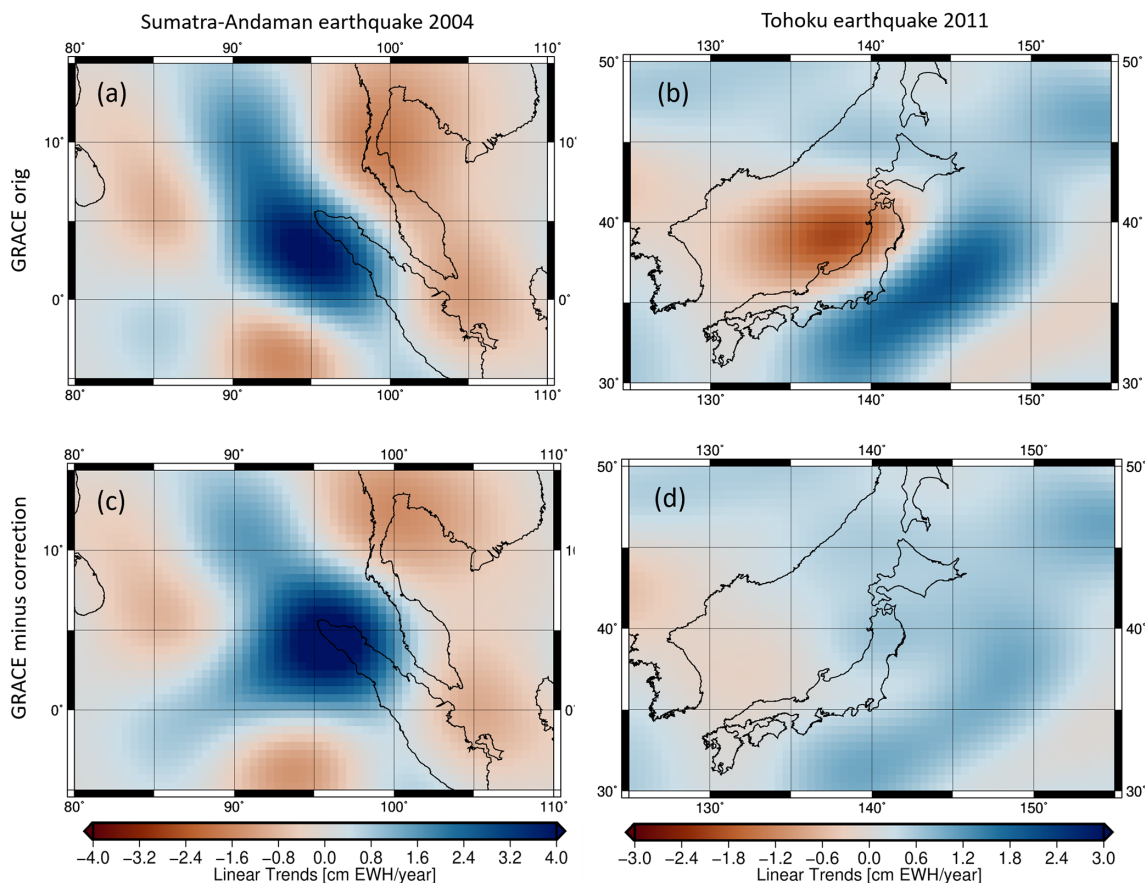 Sumatra-Andaman earthquake 2004
Tohoku earthquake 2011
80˚ 90˚ 100˚ 110˚
130˚ 140˚ 150˚
50˚ 50˚
(a)
(b)
10˚
40˚ 40˚
GRACE orig
0˚ 0˚
30˚ 30˚
80˚ 90˚ 100˚ 110˚
130˚ 140˚ 150˚
80˚ 90˚ 100˚ 110˚
130˚ 140˚ 150˚
50˚ 50˚
(c)
(d)
10˚ 10
40˚ 40˚
GRACE minus correction
0˚ 0˚
30˚ 30˚
80˚ 90˚ 100˚ 110˚
130˚ 140˚ 150˚
−4.0 −3.2 −2.4 −1.6 −0.8 0.0 0.8 1.6 2.4 3.2 4.0
Linear Trends [cm EWH/year]
−3.0 −2.4 −1.8 −1.2 −0.6 0.0 0.6 1.2 1.8 2.4 3.0
Linear Trends [cm EWH/year]